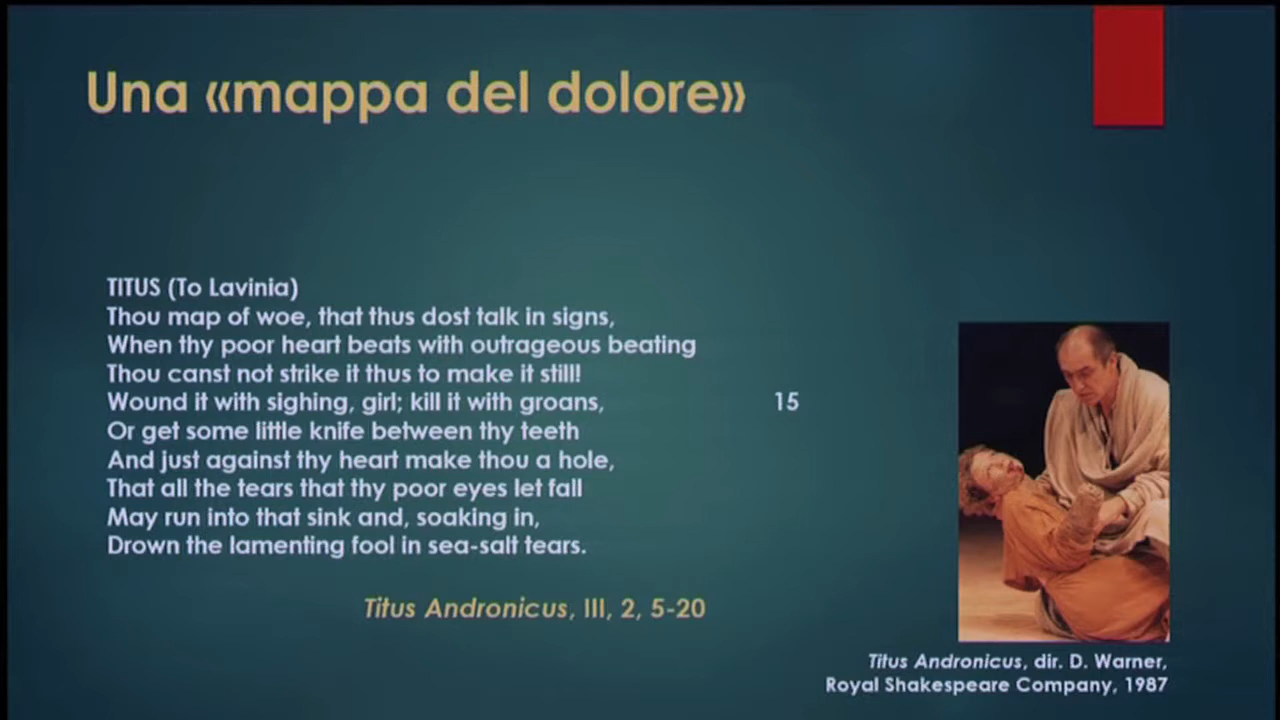 Una «mappa del dolore»
TITUS (To Lavinia)
Thou map of woe, that thus dost talk in signs,
When thy poor heart beats with outrageous beating
Thou canst not strike it thus to make it still!
Wound it with sighing, girl; kill it with groans, 15
Or get some little knife between thy teeth
And just against thy heart make thou a hole,
That all the tears that thy poor eyes let fall
May run into that sink and, soaking in,
Drown the lamenting fool in sea-salt tears.
Titus Andronicus, III, 2, 5-20
Titus Andronicus, dir. D. Warner,
Royal Shakespeare Company, 1987